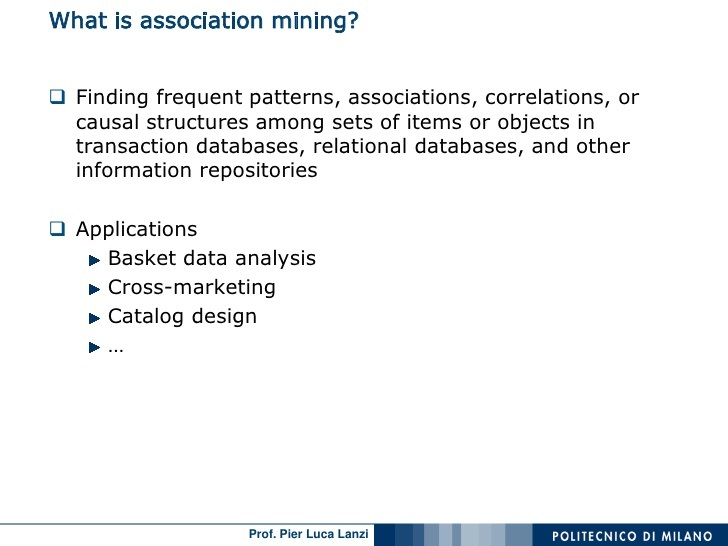 What is association mining?
Finding frequent patterns, associations, correlations, or
causal structures among sets of items or objects in
transaction databases, relational databases, and other
information repositories
Applications
Basket data analysis
Cross-marketing
Catalog design
…
Prof. Pier Luca Lanzi
POLITECNICO DI MILANO